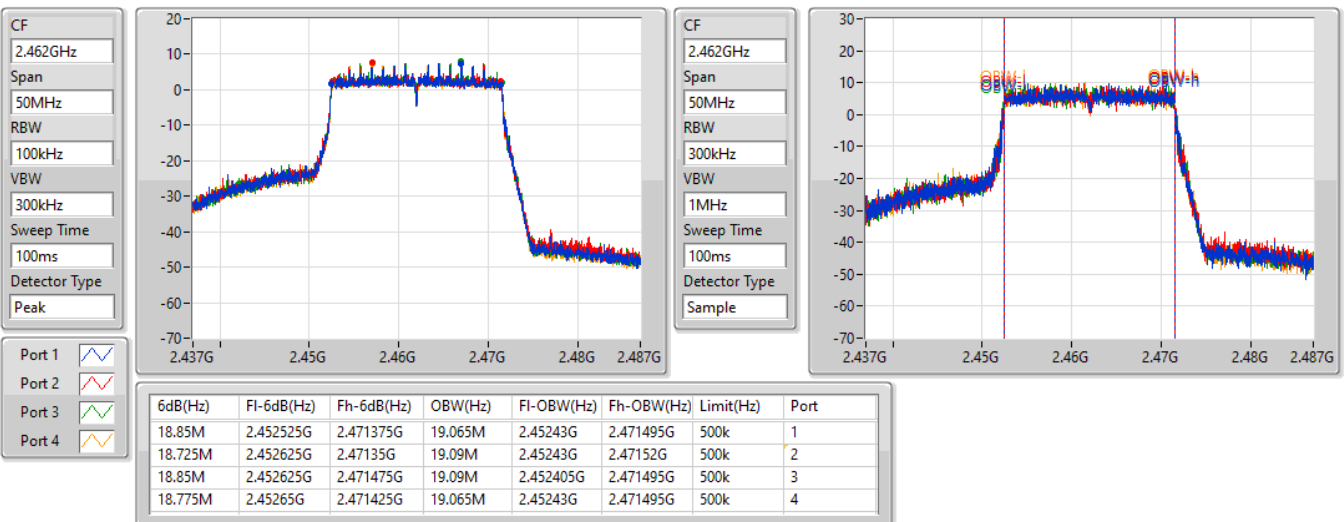 CF
2.462GHz
Span
50MHz
RBW
100kHz
VBW
300kHz
Sweep Time
100ms
Detector Type
Peak
20
10
0
-10
-20
-30
-40
-50
-60
-70
2.437G 2.45G 2.46G 2.47G 2.48G 2.487G
CF
2.462GHz
Span
50MHz
RBW
300kHz
VBW
1MHz
Sweep Time
100ms
Detector Type
Sample
30
20
10
0
-10
-20
-30
-40
-50
-60
-70
OBW-h
2.437G 2.45G 2.46G 2.47G 2.48G 2.487G
Port 1
Port 2
Port 3
Port 4
6dB(Hz) Fl-6dB(Hz) Fh-6dB(Hz) OBW(Hz) Fl-OBW(Hz) Fh-OBW(Hz) Limit(Hz) Port
18.85M 2.452525G 2.471375G 19.065M 2.45243G 2.471495G 500k 1
18.725M 2.452625G 2.47135G 19.09M 2.45243G 2.47152G 500k 2
18.85M 2.452625G 2.471475G 19.09M 2.452405G 2.471495G 500k 3
18.775M 2.45265G 2.471425G 19.065M 2.45243G 2.471495G 500k 4